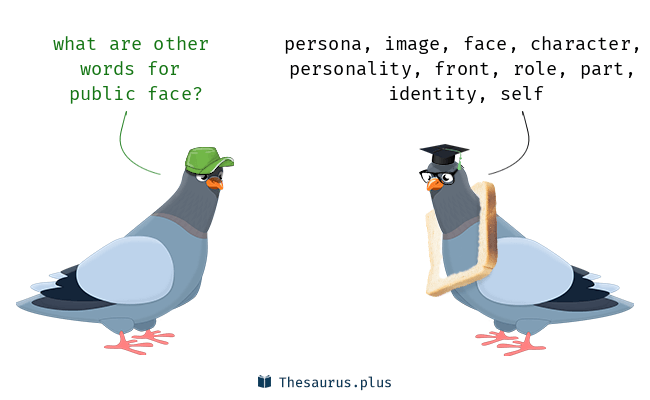 what are other
words for
public face?
persona, image, face, character,
personality, front, role, part,
identity, self
Thesaurus.plus